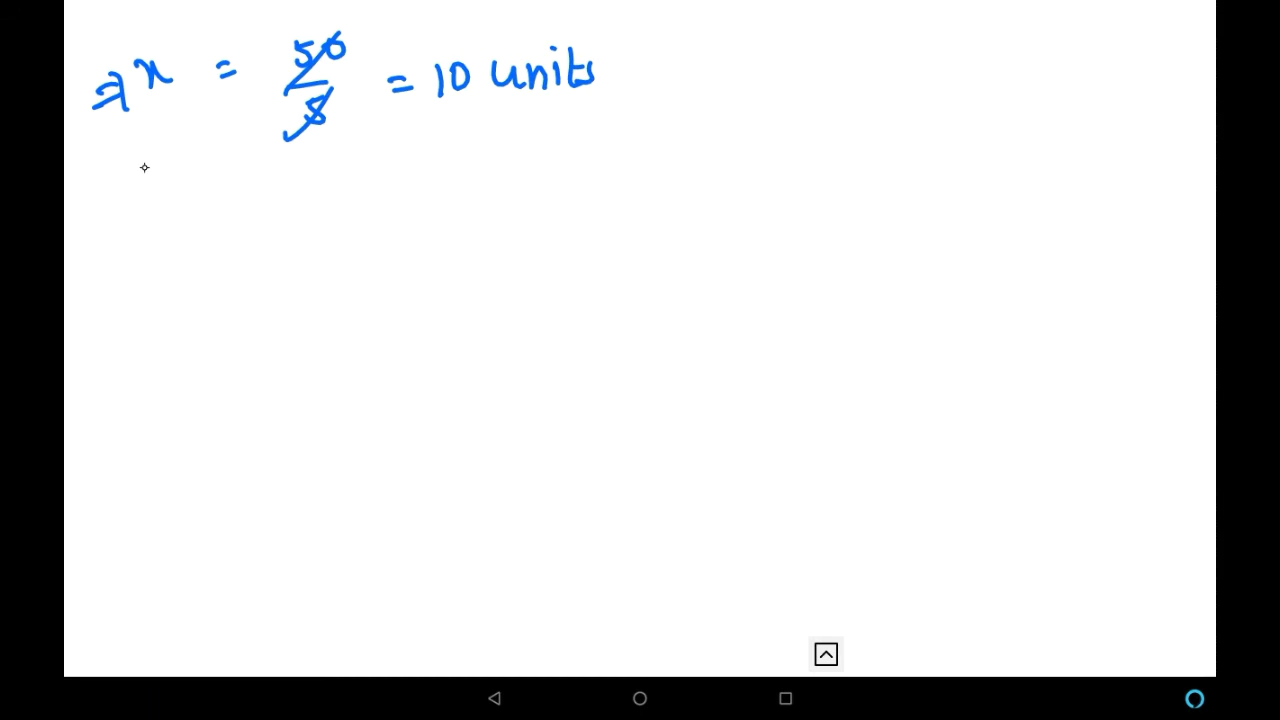 ⇒ x = 50/5 = 10 units